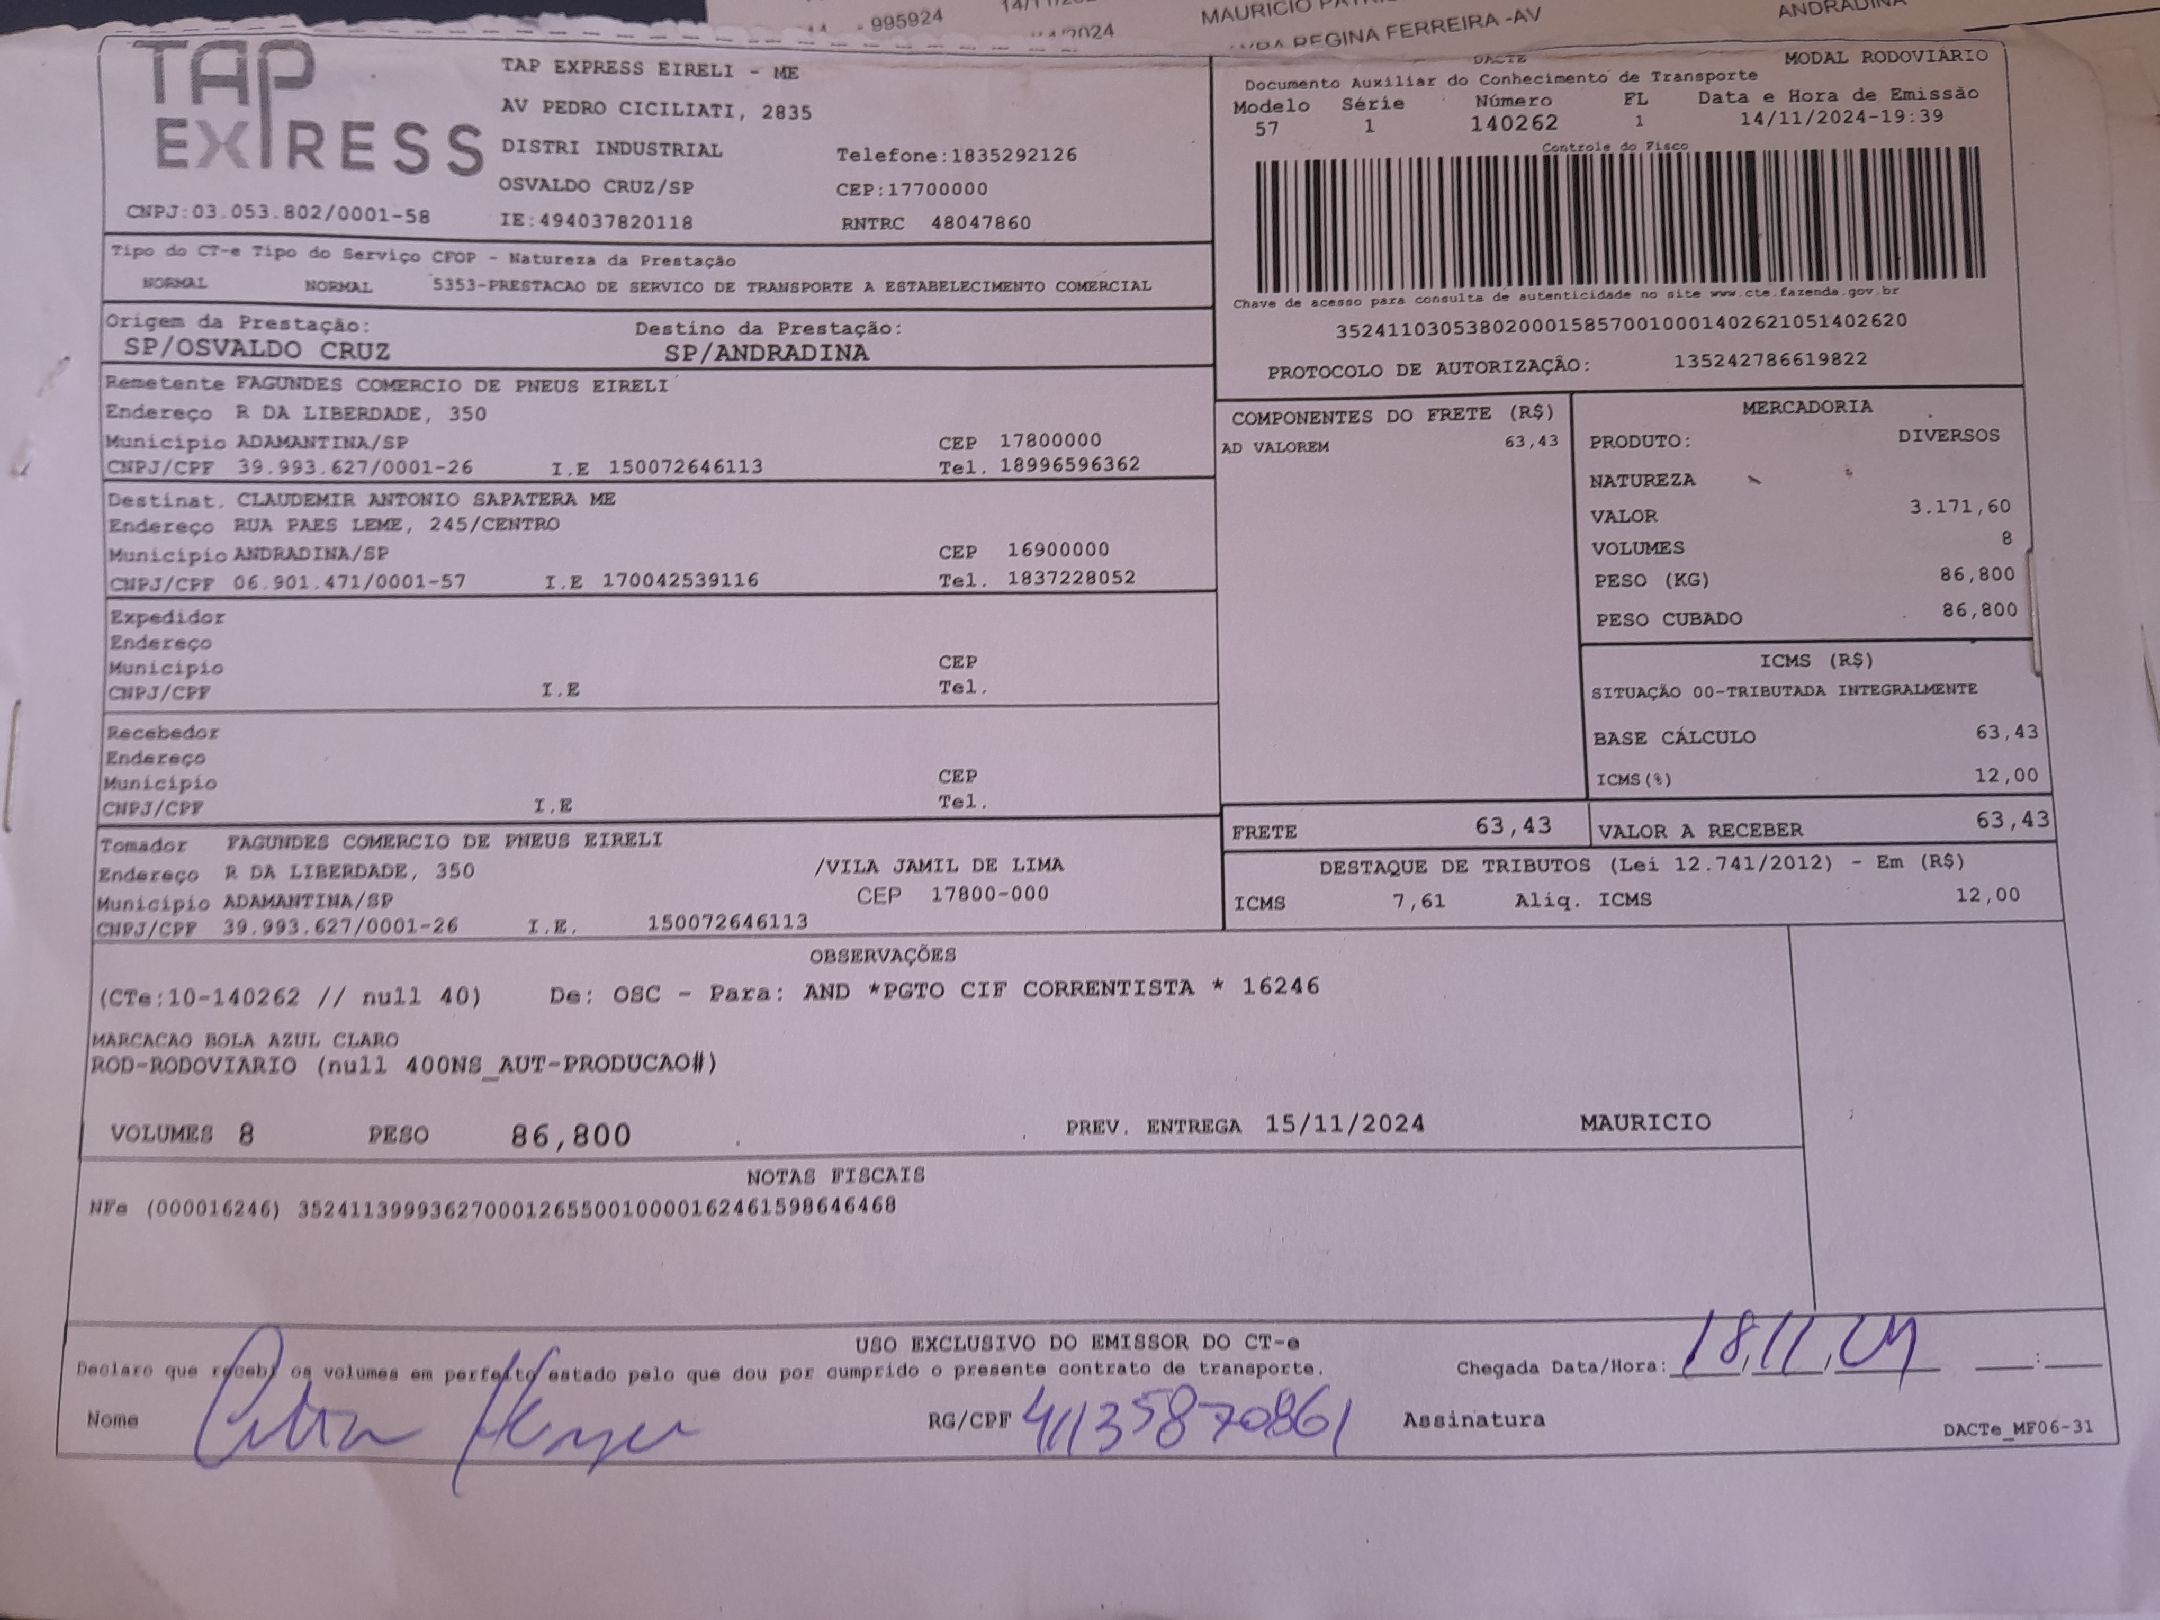 995924
14/11/2024
MAURICIO
ANDRADINA
REGINA FERREIRA -AV
TAP
EXPRESS
CNPJ:03.053.802/0001-58
TAP EXPRESS EIRELI - ME
AV PEDRO CICILIATI, 2835
DISTRI INDUSTRIAL Telefone:1835292126
OSVALDO CRUZ/SP CEP:17700000
IE:494037820118 RNTRC 48047860
DACTE MODAL RODOVIÁRIO
Documento Auxiliar do Conhecimento de Transporte
Modelo Série Número FL Data e Hora de Emissão
57 1 140262 1 14/11/2024-19:39
Controle do Fisco
Chave de acesso para consulta de autenticidade no site www.cte.fazenda.gov.br
35241103053802000158570010001402621051402620
PROTOCOLO DE AUTORIZAÇÃO: 135242786619822
Tipo do CT-e Tipo do Serviço CFOP - Natureza da Prestação
NORMAL NORMAL 5353-PRESTACAO DE SERVICO DE TRANSPORTE A ESTABELECIMENTO COMERCIAL
Origem da Prestação: Destino da Prestação:
SP/OSVALDO CRUZ SP/ANDRADINA
Remetente FAGUNDES COMERCIO DE PNEUS EIRELI
Endereço R DA LIBERDADE, 350
Município ADAMANTINA/SP CEP 17800000
CNPJ/CPF 39.993.627/0001-26 I.E 150072646113 Tel. 18996596362
Destinat. CLAUDEMIR ANTONIO SAPATERA ME
Endereço RUA PAES LEME, 245/CENTRO
Município ANDRADINA/SP CEP 16900000
CNPJ/CPF 06.901.471/0001-57 I.E 170042539116 Tel. 1837228052
Expedidor
Endereço
Município CEP
CNPJ/CPF I.E Tel.
Recebedor
Endereço
Município CEP
CNPJ/CPF I.E Tel.
Tomador FAGUNDES COMERCIO DE PNEUS EIRELI
Endereço R DA LIBERDADE, 350 /VILA JAMIL DE LIMA
Município ADAMANTINA/SP CEP 17800-000
CNPJ/CPF 39.993.627/0001-26 I.E. 150072646113
COMPONENTES DO FRETE (R$)
AD VALOREM 63,43
MERCADORIA
PRODUTO: DIVERSOS
NATUREZA
VALOR 3.171,60
VOLUMES 8
PESO (KG) 86,800
PESO CUBADO 86,800
ICMS (R$)
SITUAÇÃO 00-TRIBUTADA INTEGRALMENTE
BASE CÁLCULO 63,43
ICMS(%) 12,00
FRETE 63,43 VALOR A RECEBER 63,43
DESTAQUE DE TRIBUTOS (Lei 12.741/2012) - Em (R$)
ICMS 7,61 Aliq. ICMS 12,00
OBSERVAÇÕES
(CTe:10-140262 // null 40) De: OSC - Para: AND *PGTO CIF CORRENTISTA * 16246
MARCACAO BOLA AZUL CLARO
ROD-RODOVIARIO (null 400NS_AUT-PRODUCAO#)
VOLUMES 8 PESO 86,800 PREV. ENTREGA 15/11/2024 MAURICIO
NOTAS FISCAIS
NFe (000016246) 35241139993627000126550010000162461598646468
USO EXCLUSIVO DO EMISSOR DO CT-e
Declaro que recebi os volumes em perfeito estado pelo que dou por cumprido o presente contrato de transporte. Chegada Data/Hora: 18,11,24 :
Nome RG/CPF 41135870861 Assinatura
DACTe_MF06-31